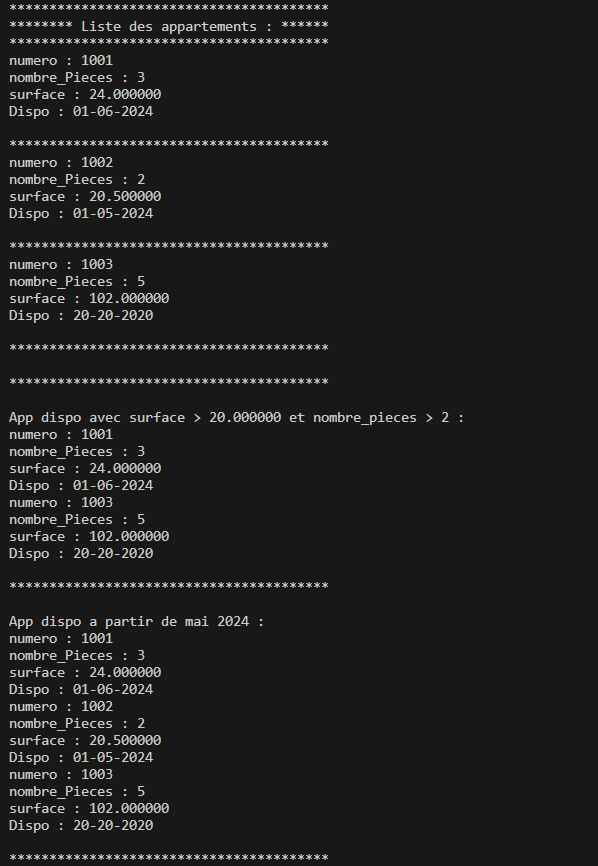 ****************************************
******** Liste des appartements : ******
****************************************
numero : 1001
nombre_Pieces : 3
surface : 24.000000
Dispo : 01-06-2024
****************************************
numero : 1002
nombre_Pieces : 2
surface : 20.500000
Dispo : 01-05-2024
****************************************
numero : 1003
nombre_Pieces : 5
surface : 102.000000
Dispo : 20-20-2020
****************************************
****************************************
App dispo avec surface > 20.000000 et nombre_pieces > 2 :
numero : 1001
nombre_Pieces : 3
surface : 24.000000
Dispo : 01-06-2024
numero : 1003
nombre_Pieces : 5
surface : 102.000000
Dispo : 20-20-2020
****************************************
App dispo a partir de mai 2024 :
numero : 1001
nombre_Pieces : 3
surface : 24.000000
Dispo : 01-06-2024
numero : 1002
nombre_Pieces : 2
surface : 20.500000
Dispo : 01-05-2024
numero : 1003
nombre_Pieces : 5
surface : 102.000000
Dispo : 20-20-2020
****************************************